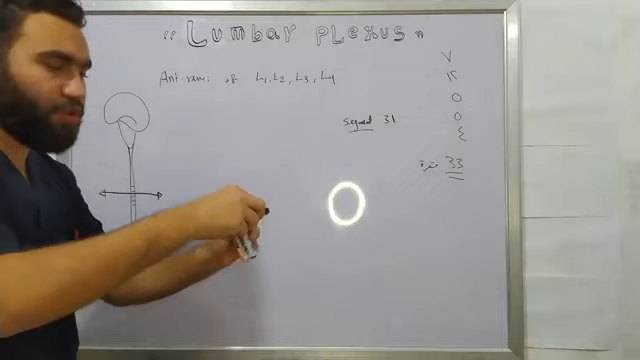 "Lumbar plexus"
Ant. rami of L1, L2, L3, L4
segment 31
٧
١٢
٥
٥
٤
33 فقرة